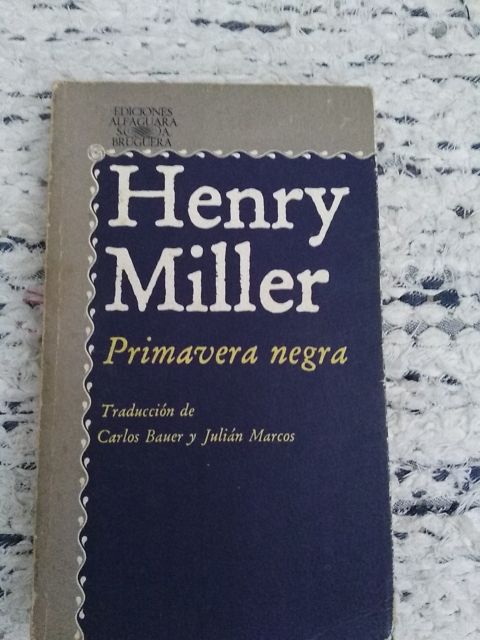 EDICIONES
ALFAGUARA
S. A.
BRUGUERA
Henry
Miller
Primavera negra
Traducción de
Carlos Bauer y Julián Marcos